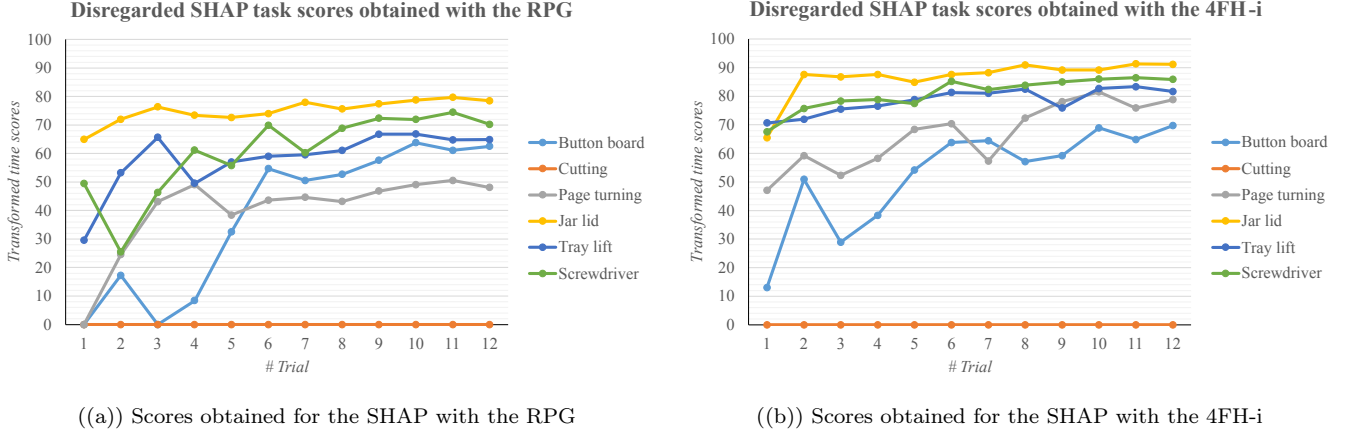 Disregarded SHAP task scores obtained with the RPG
100
90
80
70
60
50
40
30
20
10
0
Transformed time scores
1 2 3 4 5 6 7 8 9 10 11 12
# Trial
Button board
Cutting
Page turning
Jar lid
Tray lift
Screwdriver
((a)) Scores obtained for the SHAP with the RPG
Disregarded SHAP task scores obtained with the 4FH-i
100
90
80
70
60
50
40
30
20
10
0
Transformed time scores
1 2 3 4 5 6 7 8 9 10 11 12
# Trial
Button board
Cutting
Page turning
Jar lid
Tray lift
Screwdriver
((b)) Scores obtained for the SHAP with the 4FH-i